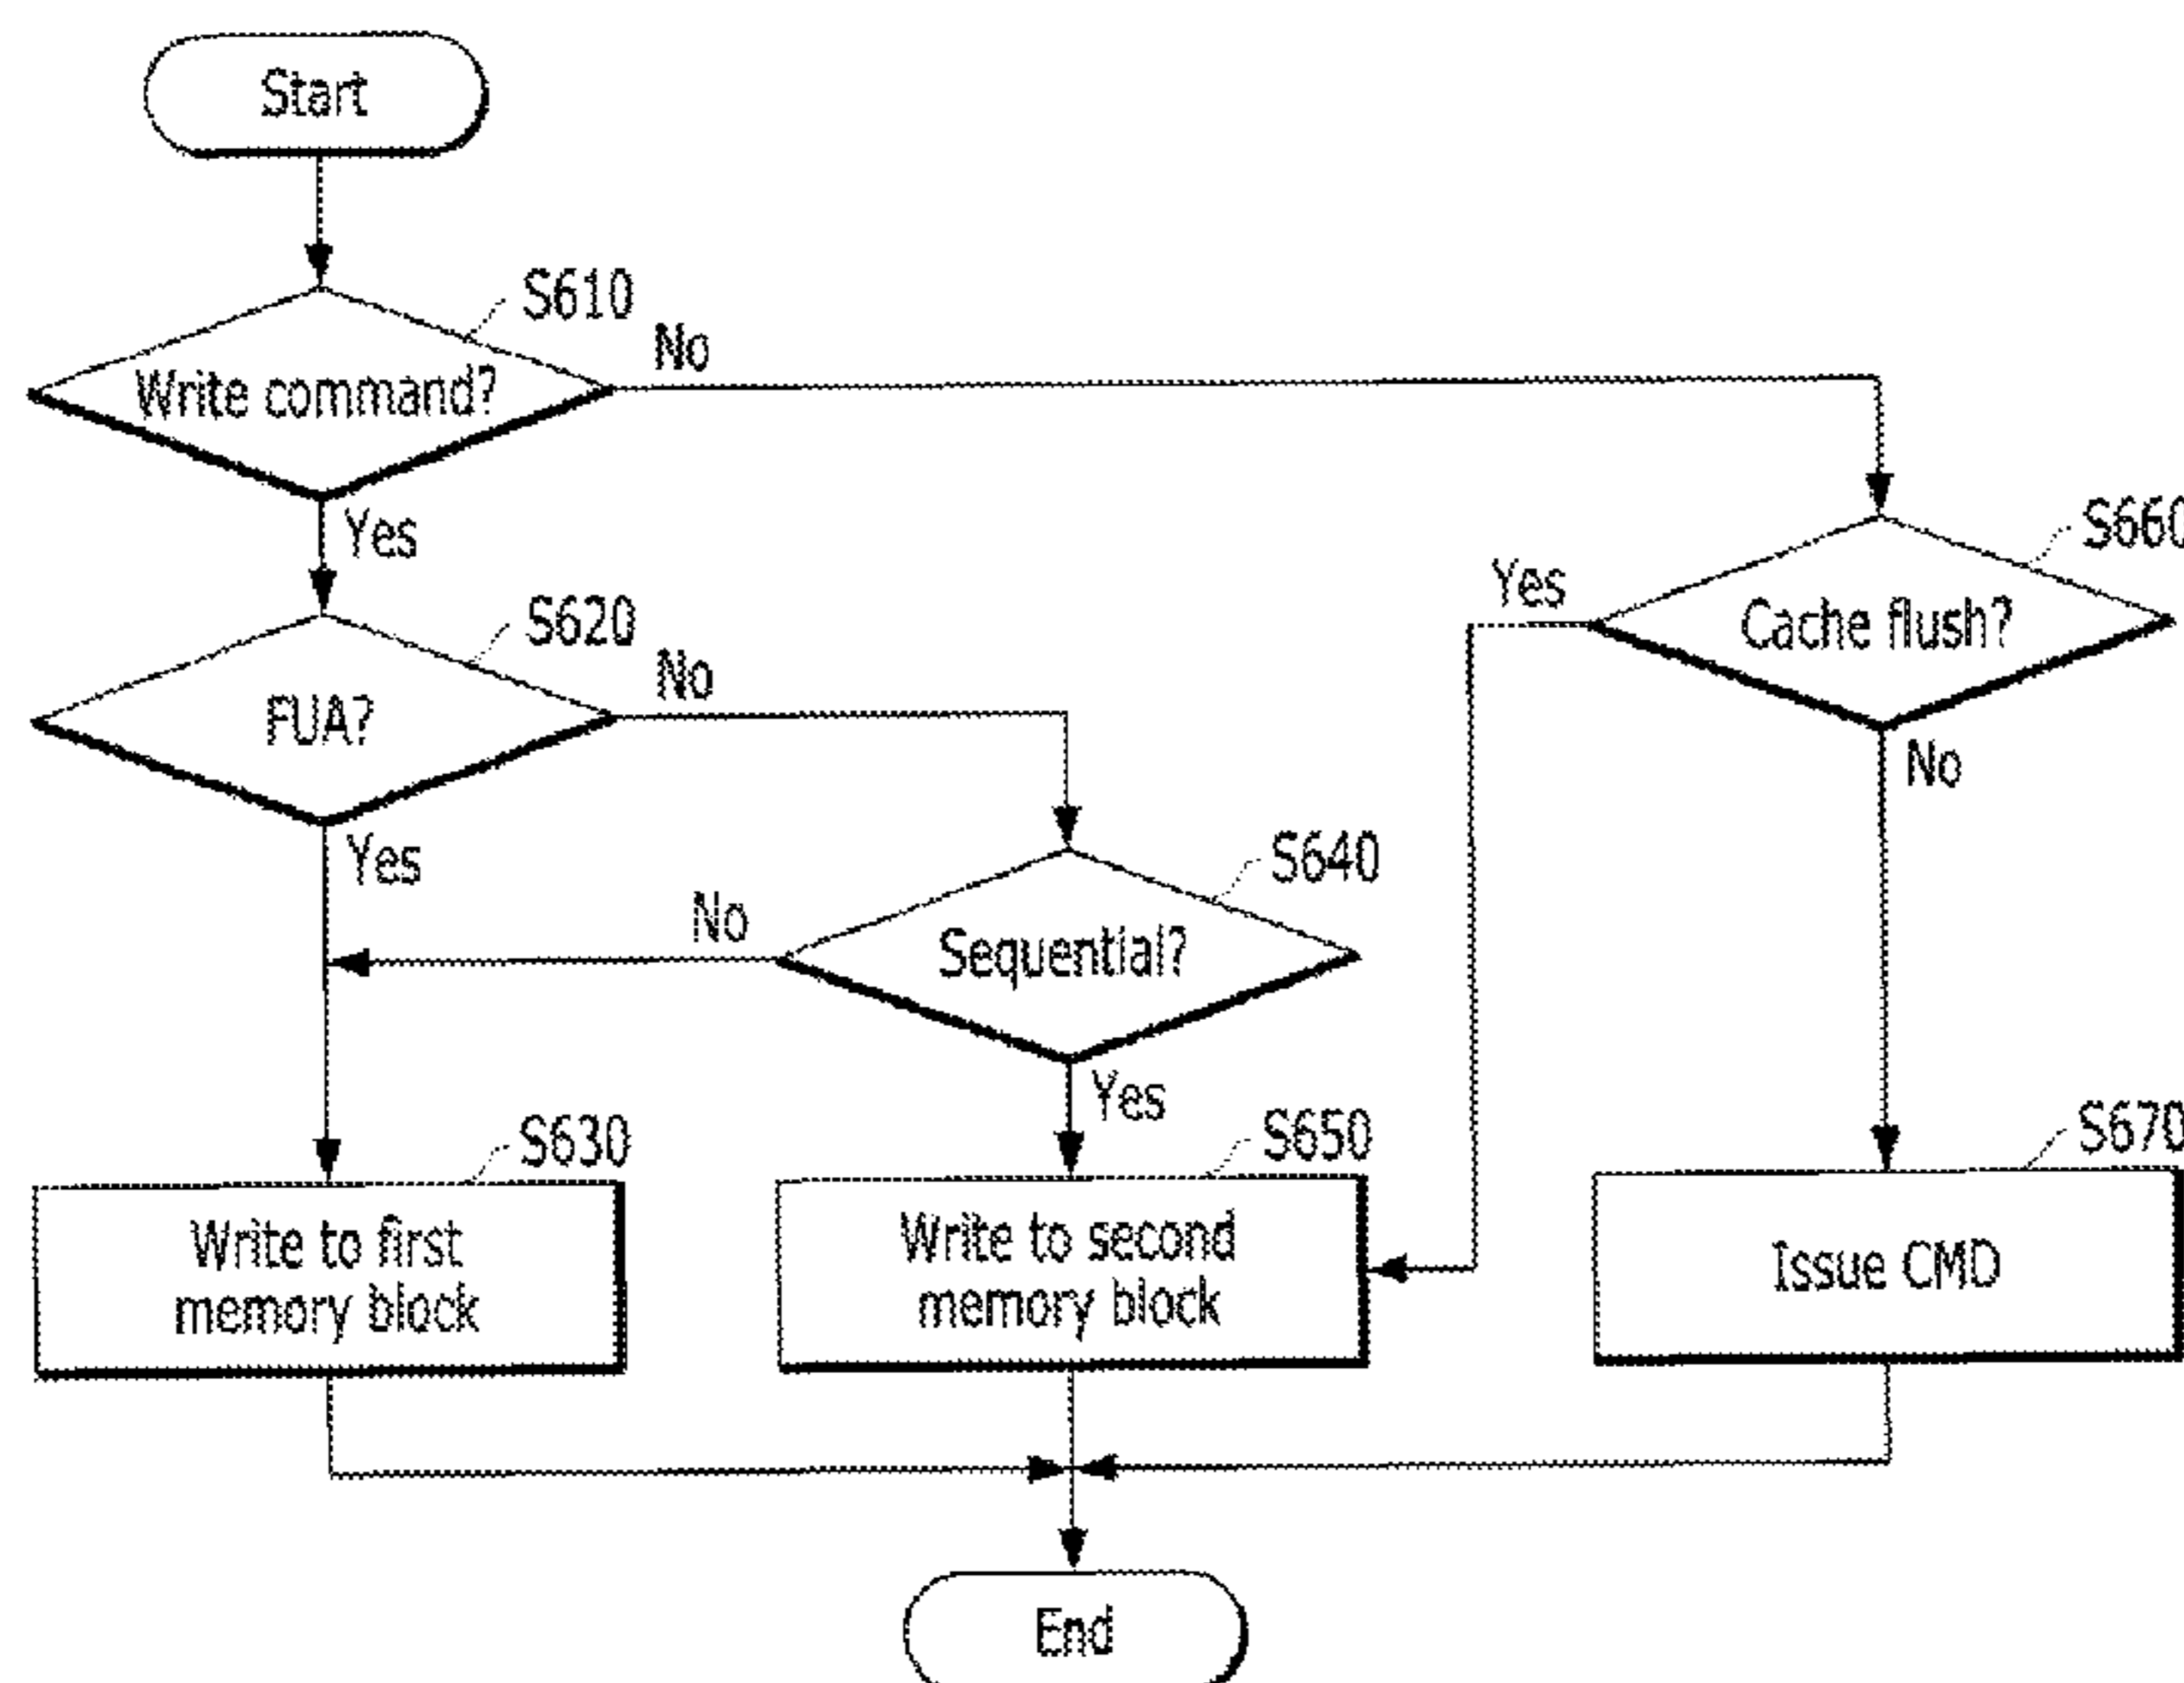 Start
S610
No
Write command?
Yes
S660
Yes
Cache flush?
S620
No
FUA?
No
Yes
S640
No
Sequential?
Yes
S630
S650
S670
Write to first
memory block
Write to second
memory block
Issue CMD
End